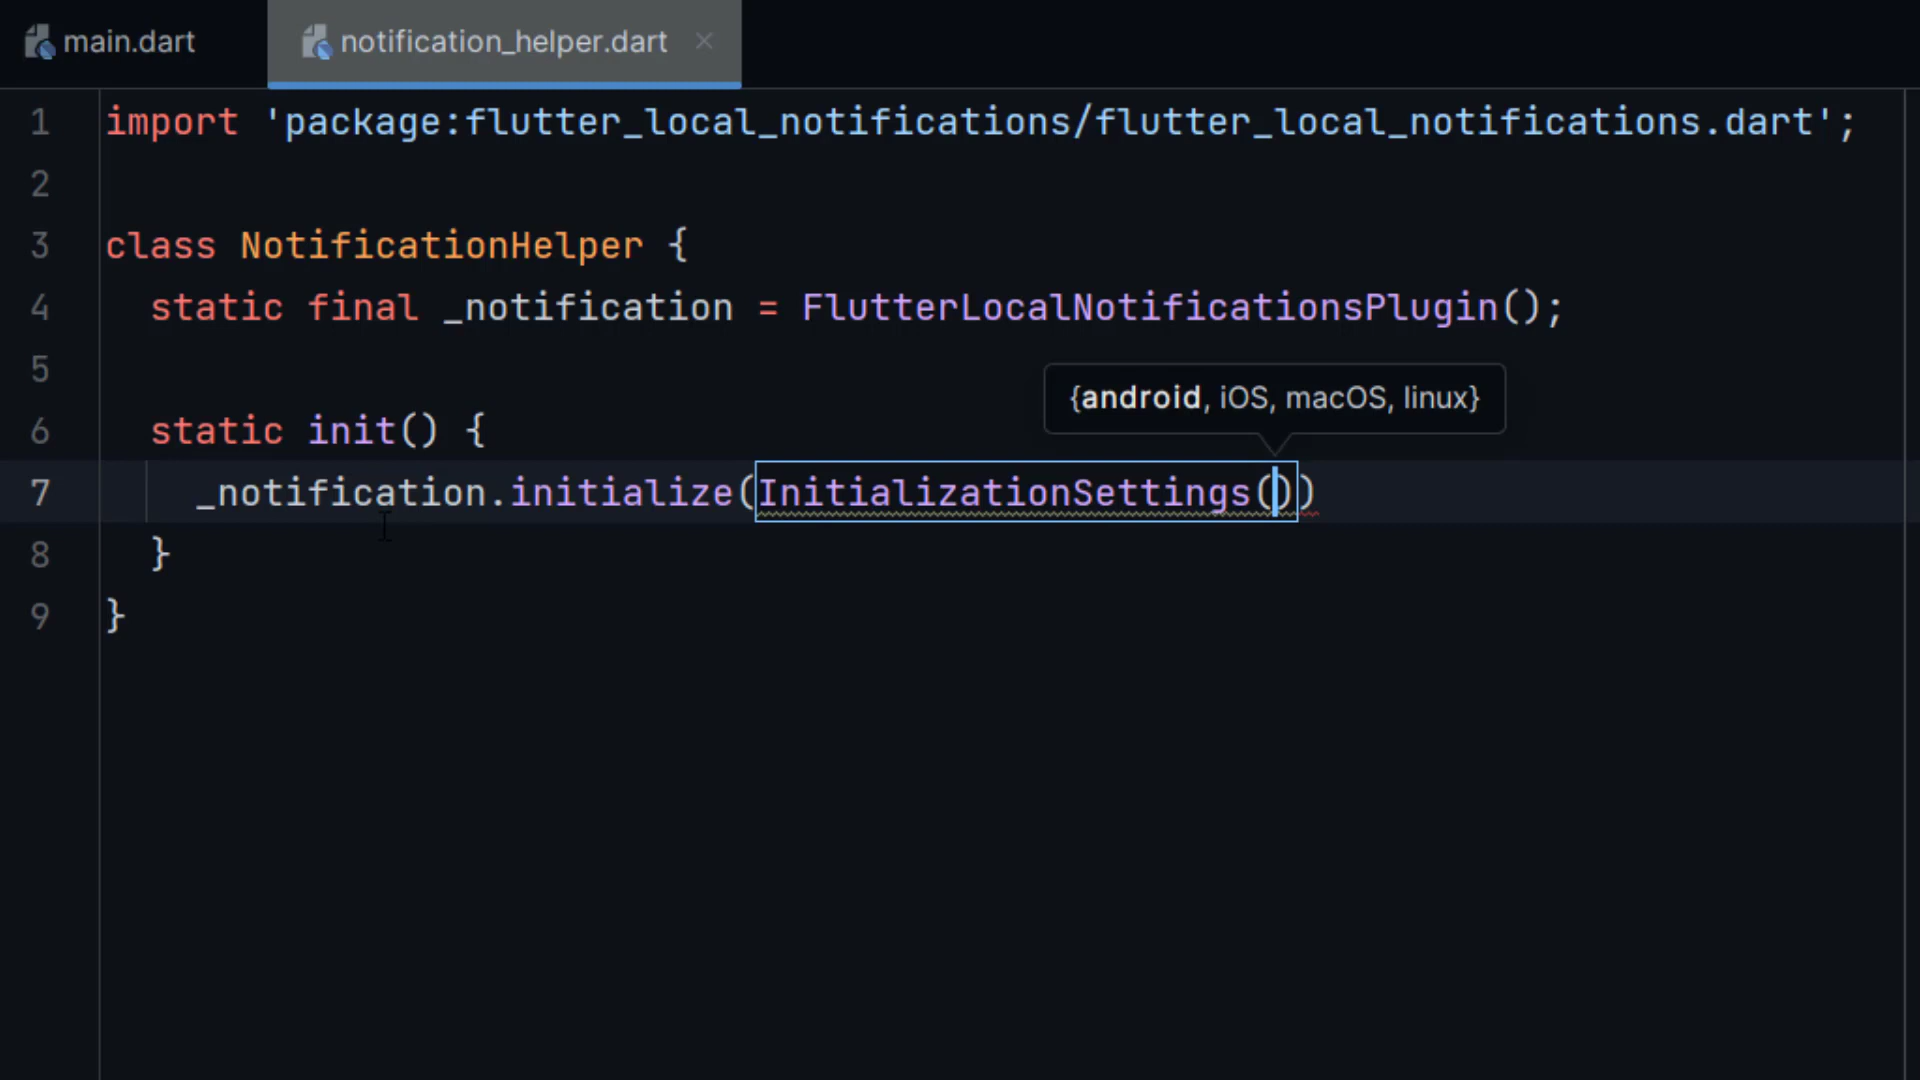 main.dart
notification_helper.dart
1 import 'package:flutter_local_notifications/flutter_local_notifications.dart';
2
3 class NotificationHelper {
4   static final _notification = FlutterLocalNotificationsPlugin();
5
{android, iOS, macOS, linux}
6   static init() {
7     _notification.initialize(InitializationSettings())
8   }
9 }